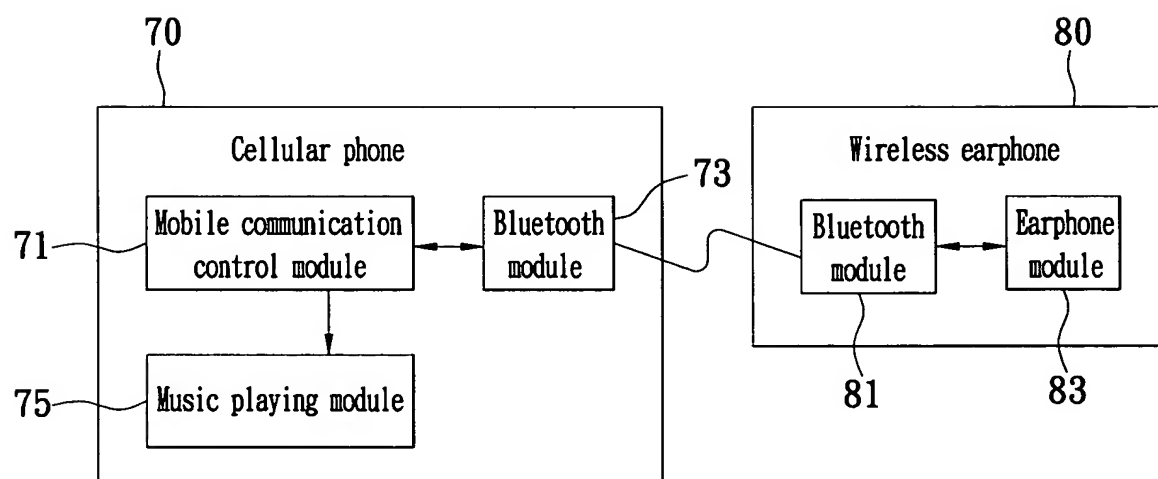 70
80
Cellular phone
Wireless earphone
73
71
Mobile communication
control module
Bluetooth
module
Bluetooth
module
Earphone
module
75
Music playing module
81
83